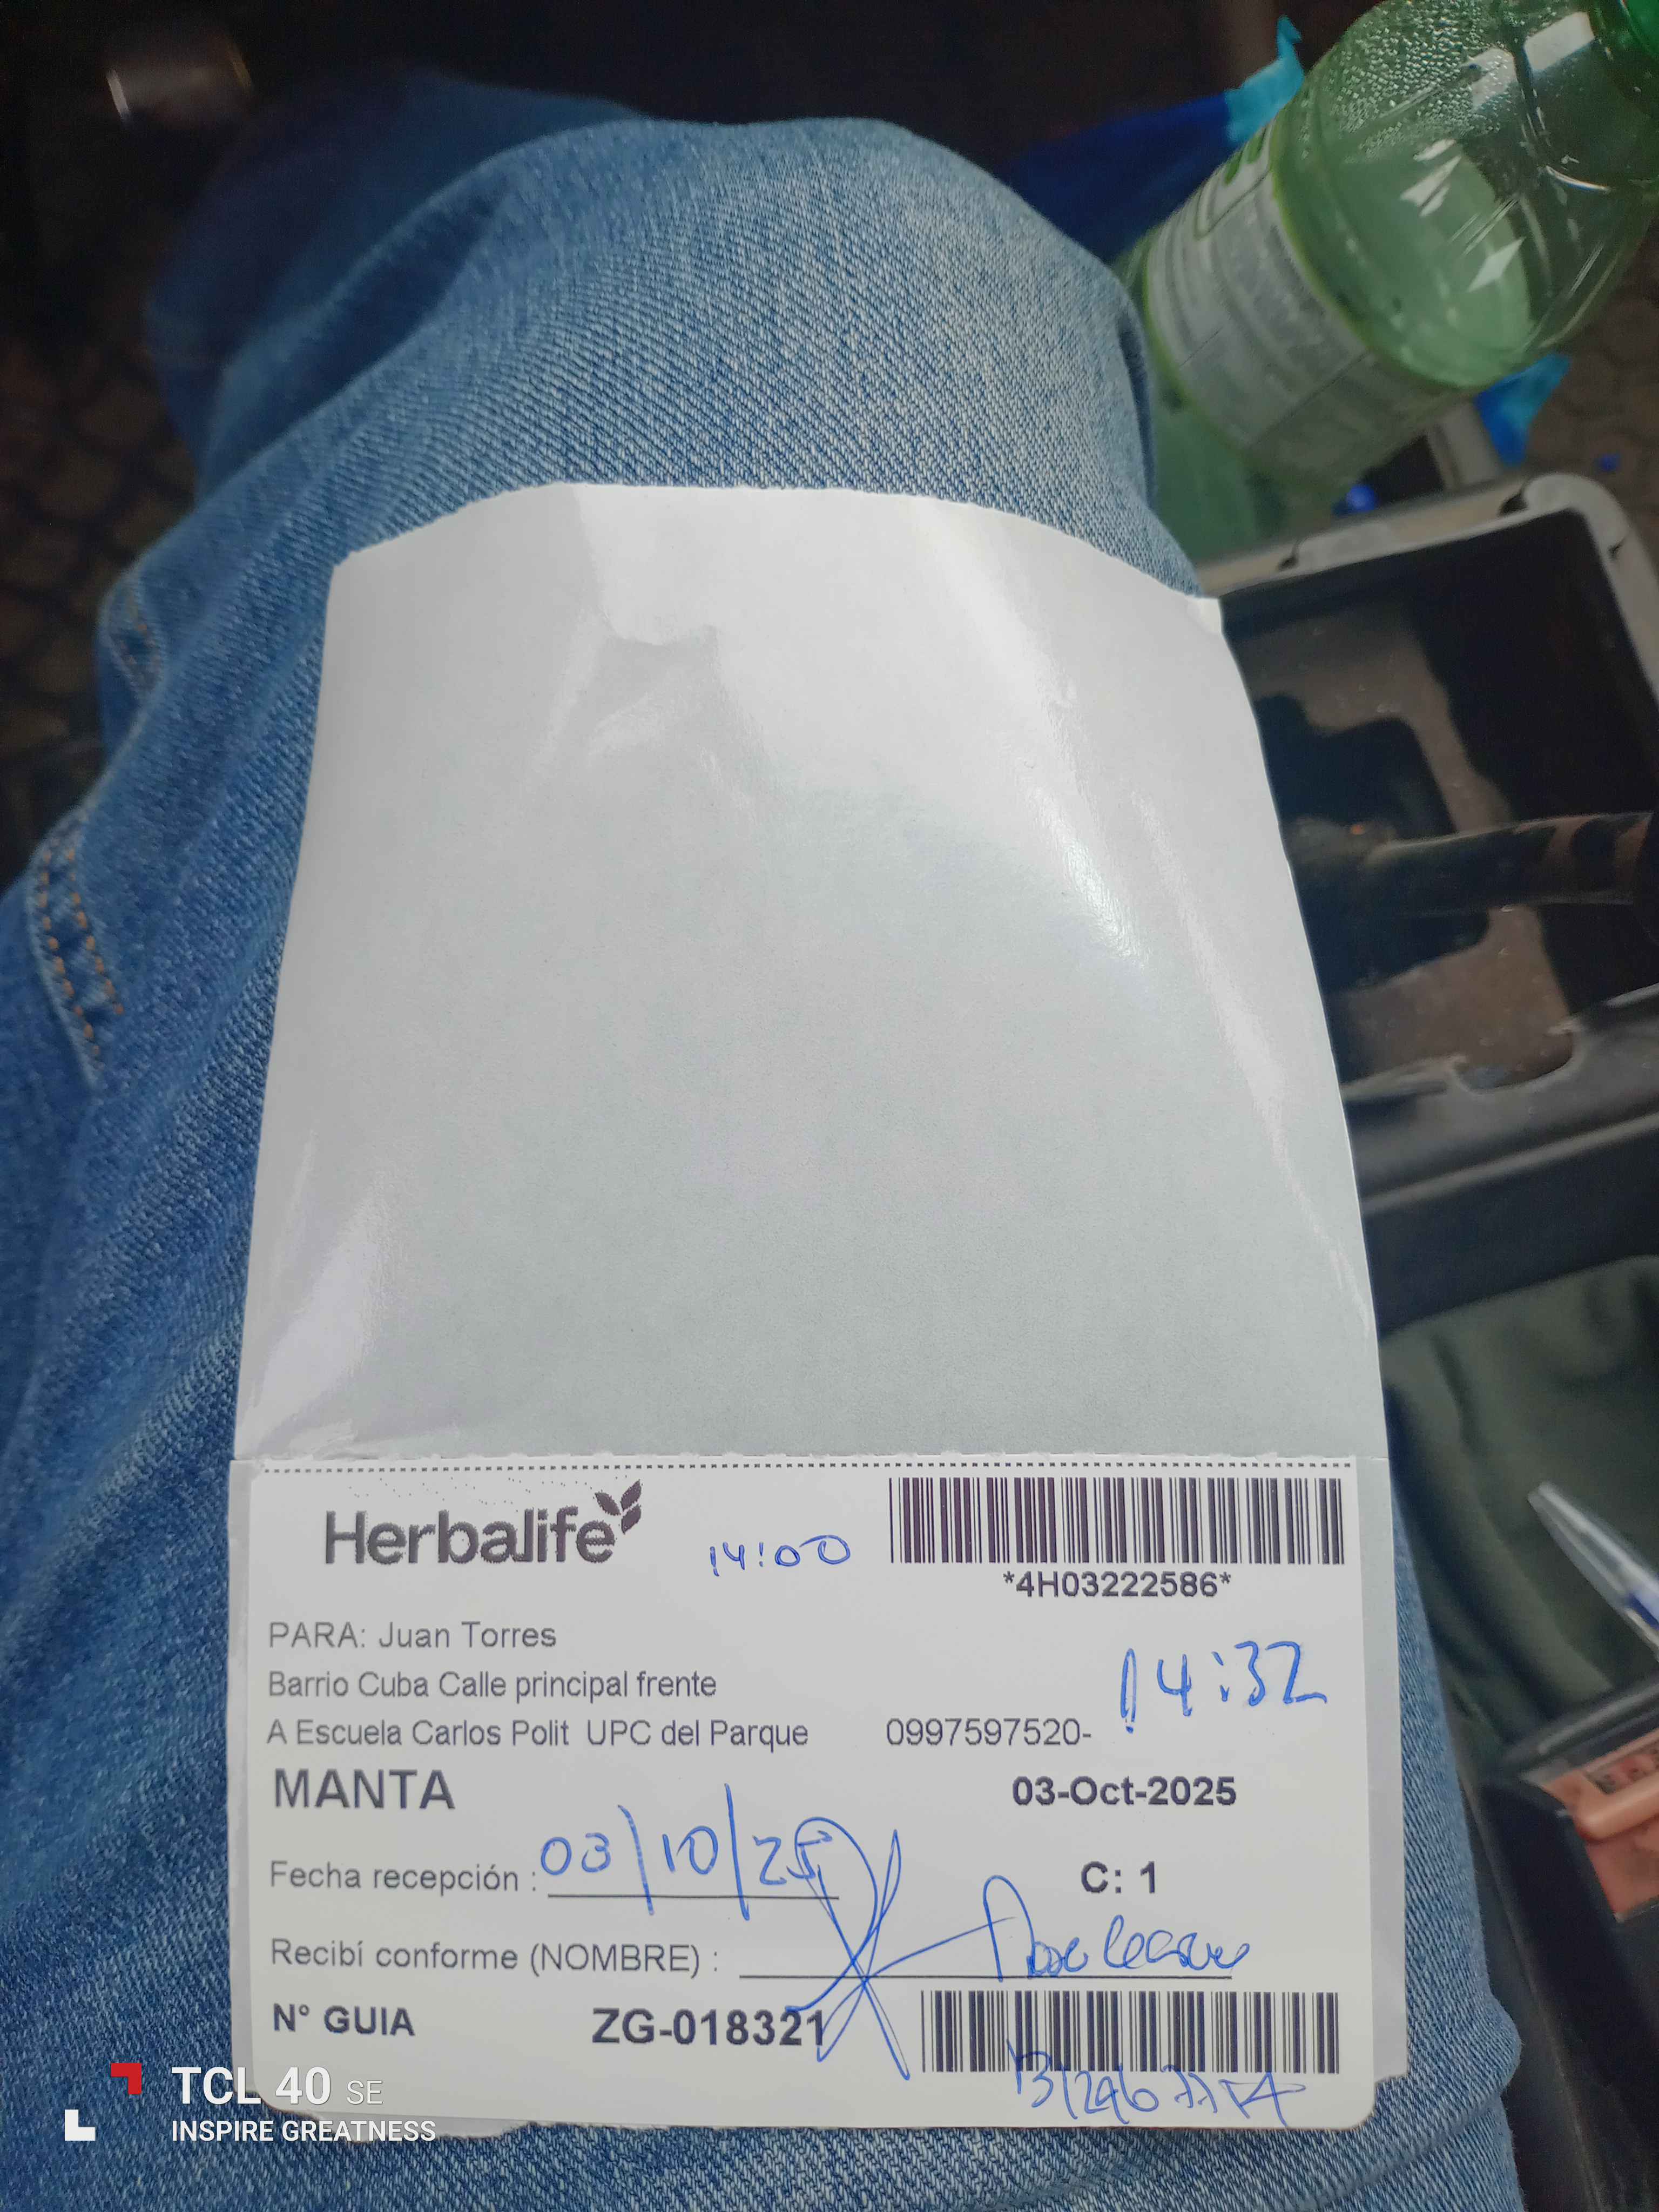 Herbalife
14:00
*4H03222586*
PARA: Juan Torres
Barrio Cuba Calle principal frente
14:32
A Escuela Carlos Polit UPC del Parque 0997597520-
MANTA 03-Oct-2025
Fecha recepción : 03/10/25
C: 1
Recibí conforme (NOMBRE) :
N° GUIA ZG-018321
TCL 40 SE
INSPIRE GREATNESS